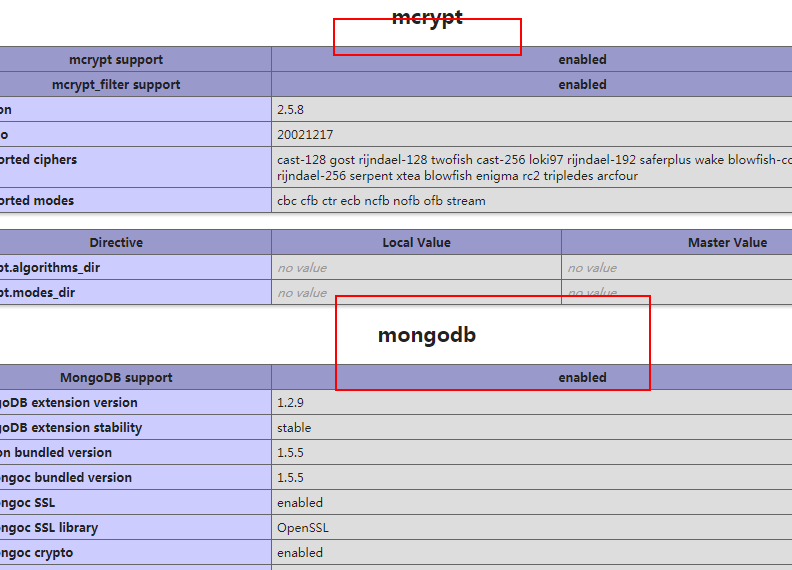 mcrypt
mcrypt support enabled
mcrypt_filter support enabled
on 2.5.8
o 20021217
orted ciphers cast-128 gost rijndael-128 twofish cast-256 loki97 rijndael-192 saferplus wake blowfish-co
rijndael-256 serpent xtea blowfish enigma rc2 tripledes arcfour
orted modes cbc cfb ctr ecb ncfb nofb ofb stream
Directive Local Value Master Value
pt.algorithms_dir no value no value
pt.modes_dir no value no value
mongodb
MongoDB support enabled
goDB extension version 1.2.9
goDB extension stability stable
on bundled version 1.5.5
ongoc bundled version 1.5.5
ongoc SSL enabled
ongoc SSL library OpenSSL
ongoc crypto enabled